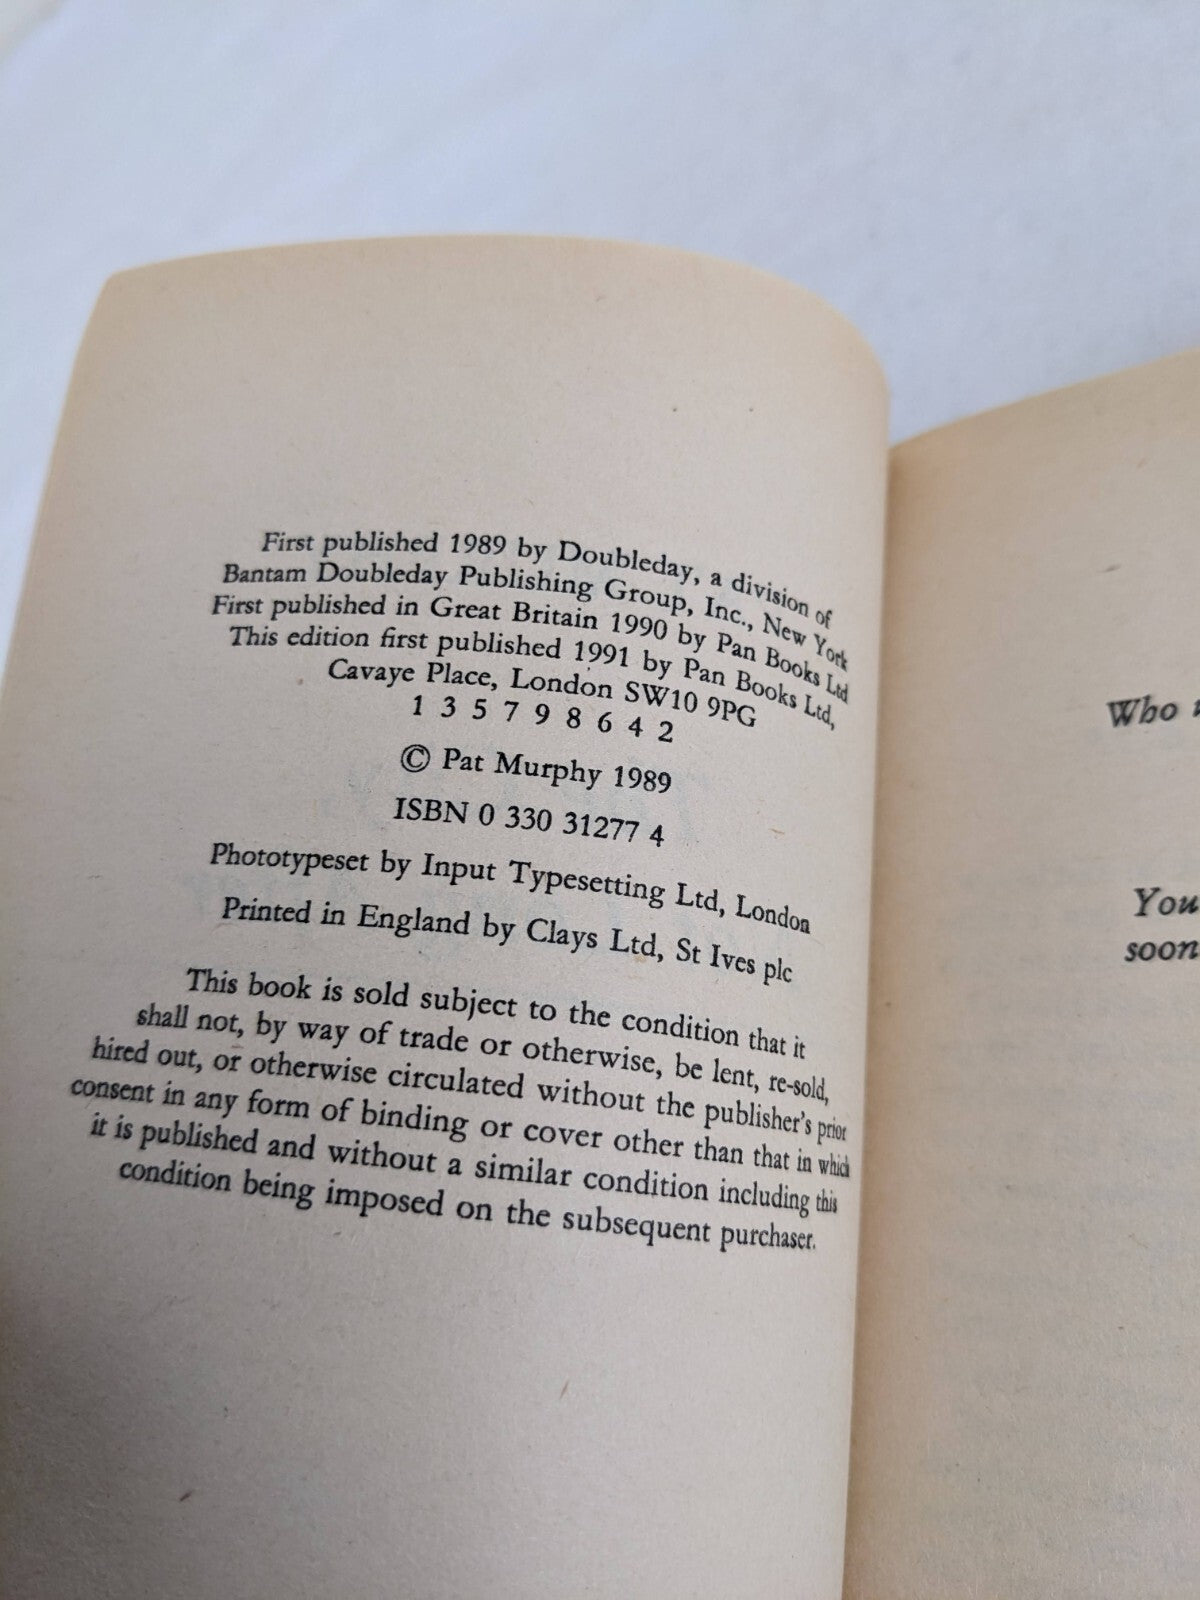 First published 1989 by Doubleday, a division of
Bantam Doubleday Publishing Group, Inc., New York
First published in Great Britain 1990 by Pan Books Ltd
This edition first published 1991 by Pan Books Ltd,
Cavaye Place, London SW10 9PG
1 3 5 7 9 8 6 4 2
© Pat Murphy 1989
ISBN 0 330 31277 4
Phototypeset by Input Typesetting Ltd, London
Printed in England by Clays Ltd, St Ives plc
This book is sold subject to the condition that it
shall not, by way of trade or otherwise, be lent, re-sold,
hired out, or otherwise circulated without the publisher's prior
consent in any form of binding or cover other than that in which
it is published and without a similar condition including this
condition being imposed on the subsequent purchaser.
Who
You
soon